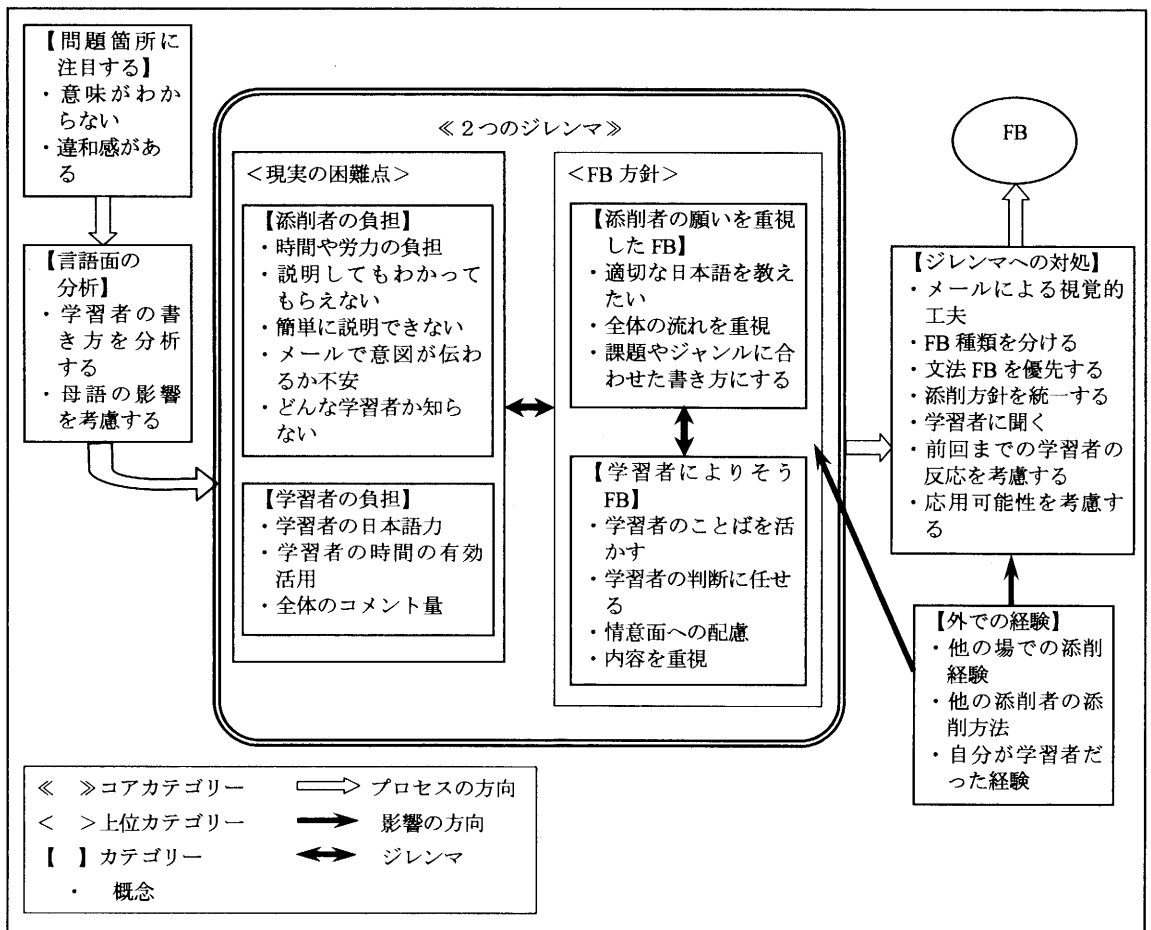 【問題箇所に
注目する】
・意味がわか
らない
・違和感があ
る
【言語面の
分析】
・学習者の書
き方を分析
する
・母語の影響
を考慮する
≪２つのジレンマ≫
＜現実の困難点＞
【添削者の負担】
・時間や労力の負担
・説明してもわかって
もらえない
・簡単に説明できない
・メールで意図が伝わ
るか不安
・どんな学習者か知ら
ない
【学習者の負担】
・学習者の日本語力
・学習者の時間の有効
活用
・全体のコメント量
＜FB 方針＞
【添削者の願いを重視
した FB】
・適切な日本語を教え
たい
・全体の流れを重視
・課題やジャンルに合
わせた書き方にする
【学習者によりそう
FB】
・学習者のことばを活
かす
・学習者の判断に任せ
る
・情意面への配慮
・内容を重視
FB
【ジレンマへの対処】
・メールによる視覚的
工夫
・FB 種類を分ける
・文法 FB を優先する
・添削方針を統一する
・学習者に聞く
・前回までの学習者の
反応を考慮する
・応用可能性を考慮す
る
【外での経験】
・他の場での添削
経験
・他の添削者の添
削方法
・自分が学習者だ
った経験
≪ ≫コアカテゴリー
＜ ＞上位カテゴリー
【 】カテゴリー
・ 概念
プロセスの方向
影響の方向
ジレンマ